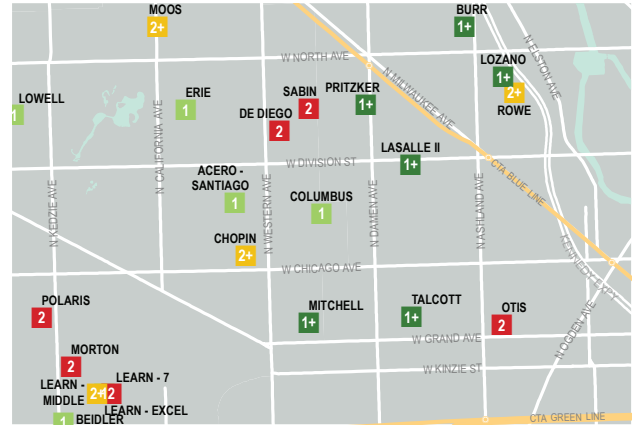 MOOS
2+
BURR
1+
W NORTH AVE
N MILWAUKEE AVE
N ELSTON AVE
LOZANO
1+
2+
ROWE
LOWELL
1
ERIE
1
SABIN
2
PRITZKER
1+
DE DIEGO
2
N CALIFORNIA AVE
LASALLE II
1+
W DIVISION ST
CTA BLUE LINE
ACERO -
SANTIAGO
1
COLUMBUS
1
N KEDZIE AVE
N WESTERN AVE
N DAMEN AVE
N ASHLAND AVE
CHOPIN
2+
W CHICAGO AVE
KENNEDY EXPY
POLARIS
2
MITCHELL
1+
TALCOTT
1+
OTIS
2
N OGDEN AVE
W GRAND AVE
MORTON
2
W KINZIE ST
LEARN - 7
LEARN -
MIDDLE
2+
2
LEARN - EXCEL
1
BEIDLER
CTA GREEN LINE